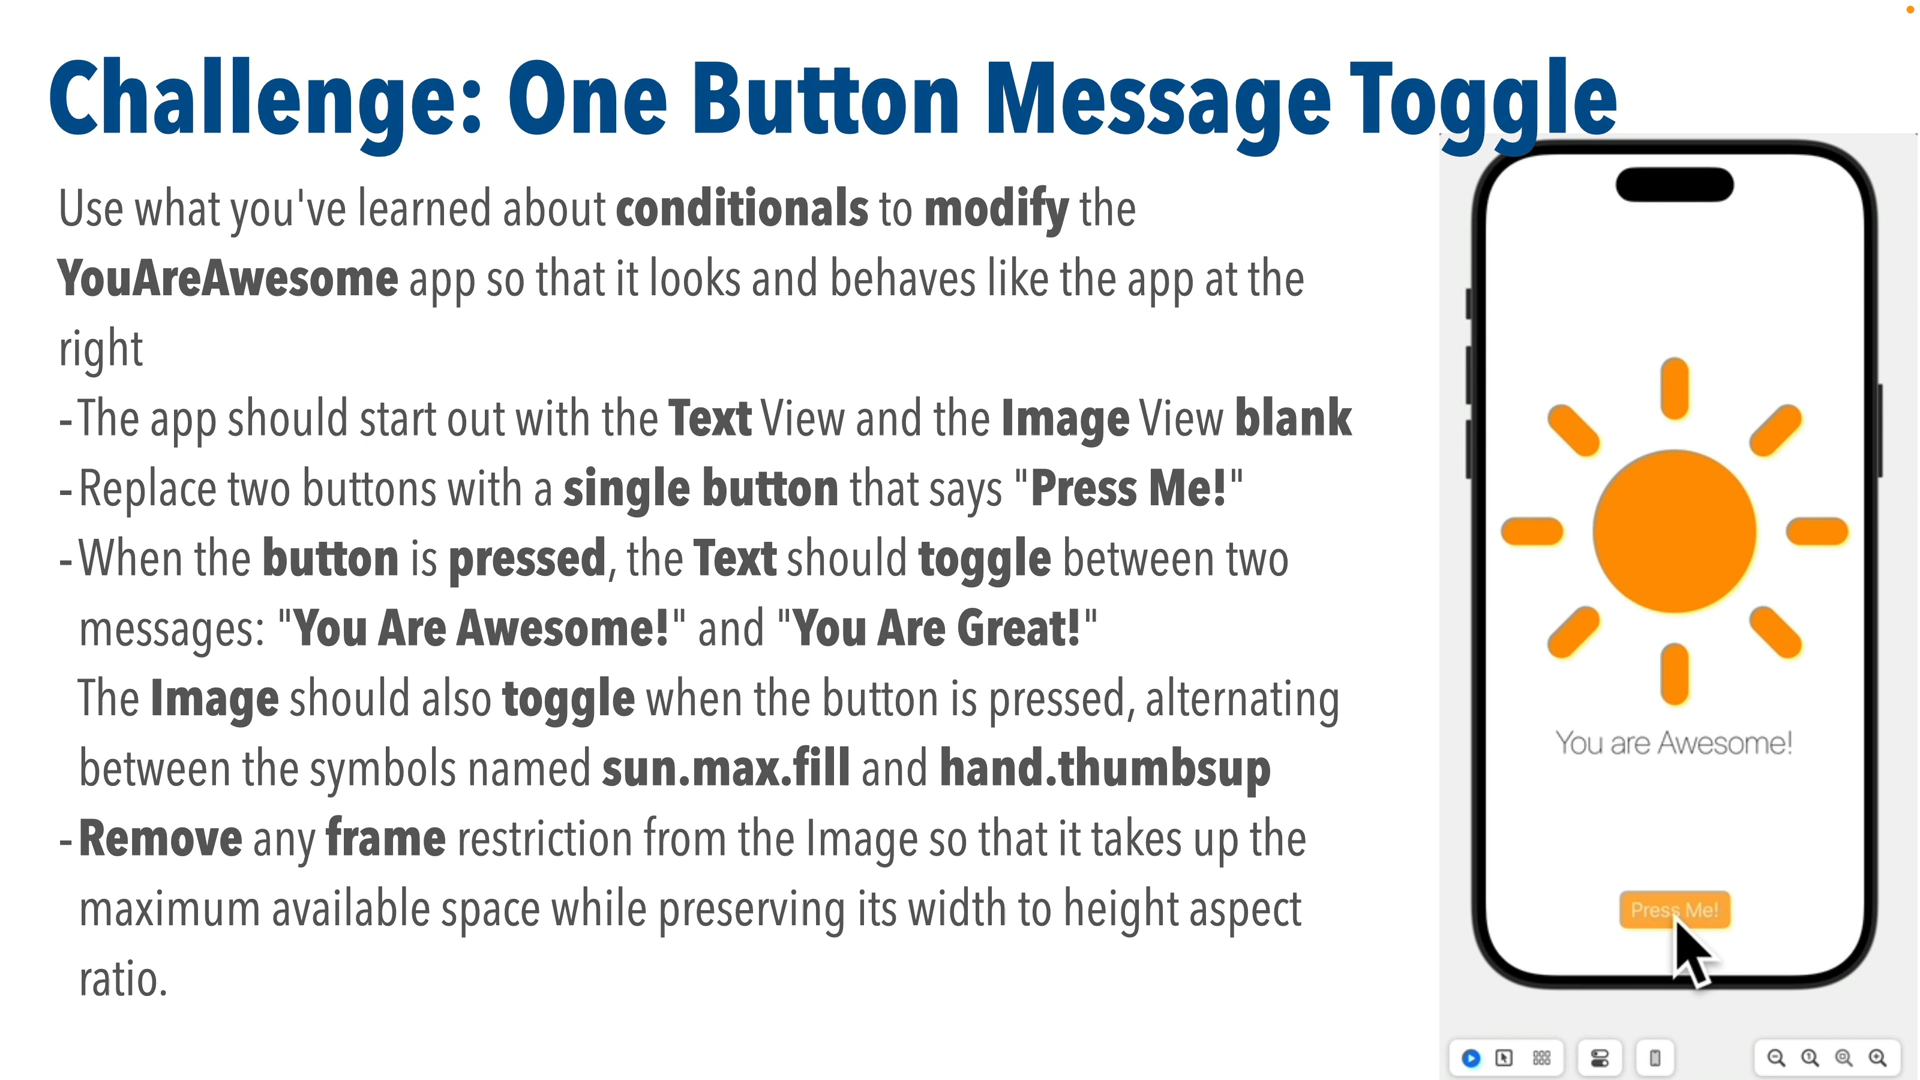 Challenge: One Button Message Toggle
Use what you've learned about conditionals to modify the
YouAreAwesome app so that it looks and behaves like the app at the
right
-The app should start out with the Text View and the Image View blank
-Replace two buttons with a single button that says "Press Me!"
-When the button is pressed, the Text should toggle between two
messages: "You Are Awesome!" and "You Are Great!"
The Image should also toggle when the button is pressed, alternating
between the symbols named sun.max.fill and hand.thumbsup
-Remove any frame restriction from the Image so that it takes up the
maximum available space while preserving its width to height aspect
ratio.
You are Awesome!
Press Me!